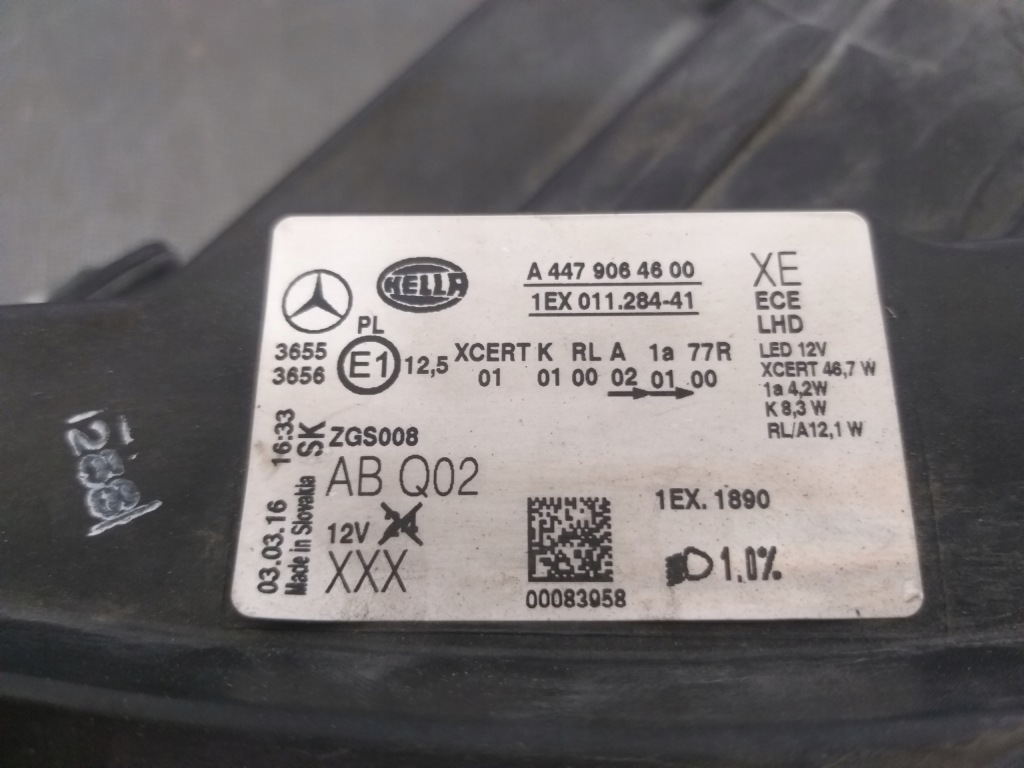 HELLA
A 447 906 46 00
1EX 011.284-41
XE
ECE
LHD
PL
3655
3656
E1
12,5
XCERT K RL A 1a 77R
01 01 00 02 01 00
LED 12V
XCERT 46,7 W
1a 4,2W
K 8,3 W
RL/A12,1 W
03.03.16 16:33
Made in Slovakia SK
ZGS008
AB Q02
12V 24
XXX
00083958
1EX. 1890
1,0%
1288